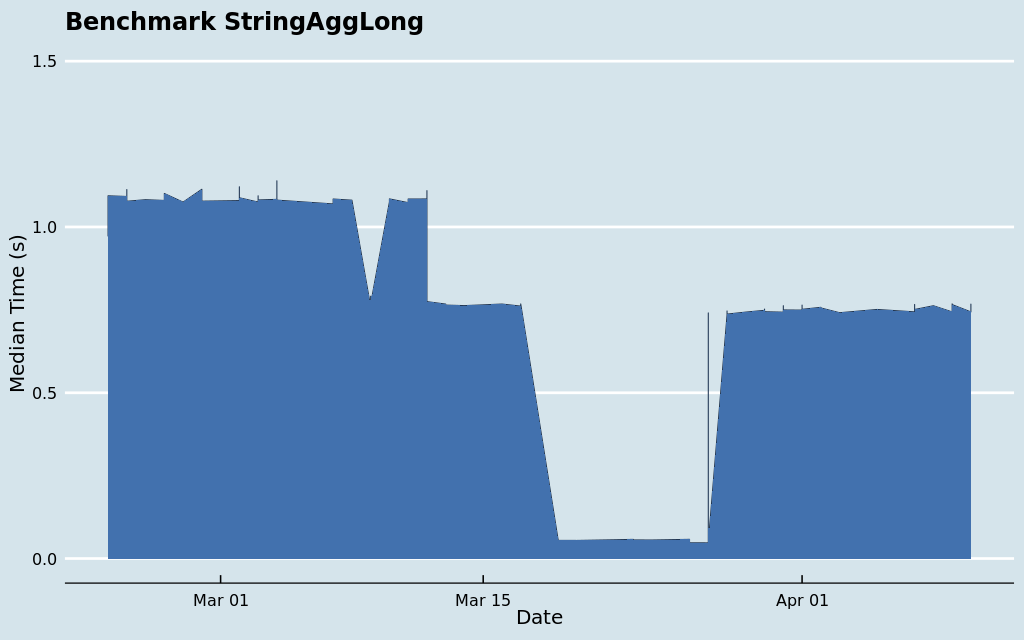 Benchmark StringAggLong
1.5
1.0
0.5
0.0
Median Time (s)
Mar 01
Mar 15
Apr 01
Date